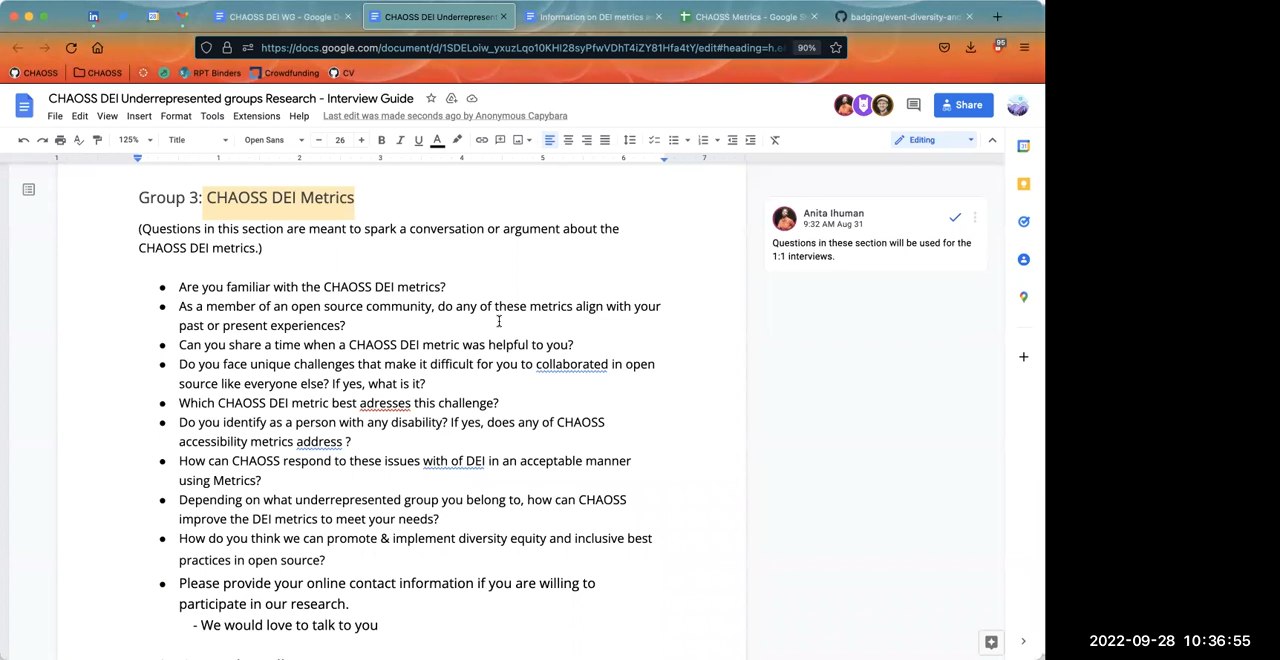 CHAOSS DEI WG - Google D
CHAOSS DEI Underrepresent
Information on DEI metrics a
CHAOSS Metrics - Google S
badging/event-diversity-and
https://docs.google.com/document/d/1SDELoiw_yxuzLqo10KHI28syPfwVDhT4iZY81Hfa4tY/edit#heading=h.e
90%
95
CHAOSS
CHAOSS
RPT Binders
Crowdfunding
CV
CHAOSS DEI Underrepresented groups Research - Interview Guide
Share
File Edit View Insert Format Tools Extensions Help Last edit was made seconds ago by Anonymous Capybara
125% Title Open Sans 26 Editing
1 1 2 3 4 5 6 7
Group 3: CHAOSS DEI Metrics
(Questions in this section are meant to spark a conversation or argument about the
CHAOSS DEI metrics.)
● Are you familiar with the CHAOSS DEI metrics?
● As a member of an open source community, do any of these metrics align with your
past or present experiences?
● Can you share a time when a CHAOSS DEI metric was helpful to you?
● Do you face unique challenges that make it difficult for you to collaborated in open
source like everyone else? If yes, what is it?
● Which CHAOSS DEI metric best adresses this challenge?
● Do you identify as a person with any disability? If yes, does any of CHAOSS
accessibility metrics address ?
● How can CHAOSS respond to these issues with of DEI in an acceptable manner
using Metrics?
● Depending on what underrepresented group you belong to, how can CHAOSS
improve the DEI metrics to meet your needs?
● How do you think we can promote & implement diversity equity and inclusive best
practices in open source?
● Please provide your online contact information if you are willing to
participate in our research.
- We would love to talk to you
Anita Ihuman
9:32 AM Aug 31
Questions in these section will be used for the
1:1 interviews.
2022-09-28 10:36:55